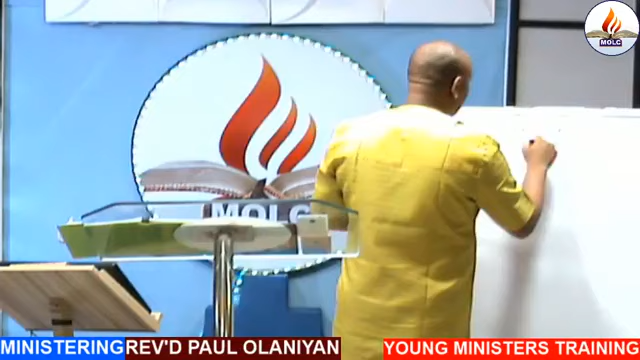 MOLC
MOLC
MINISTERING REV'D PAUL OLANIYAN YOUNG MINISTERS TRAINING